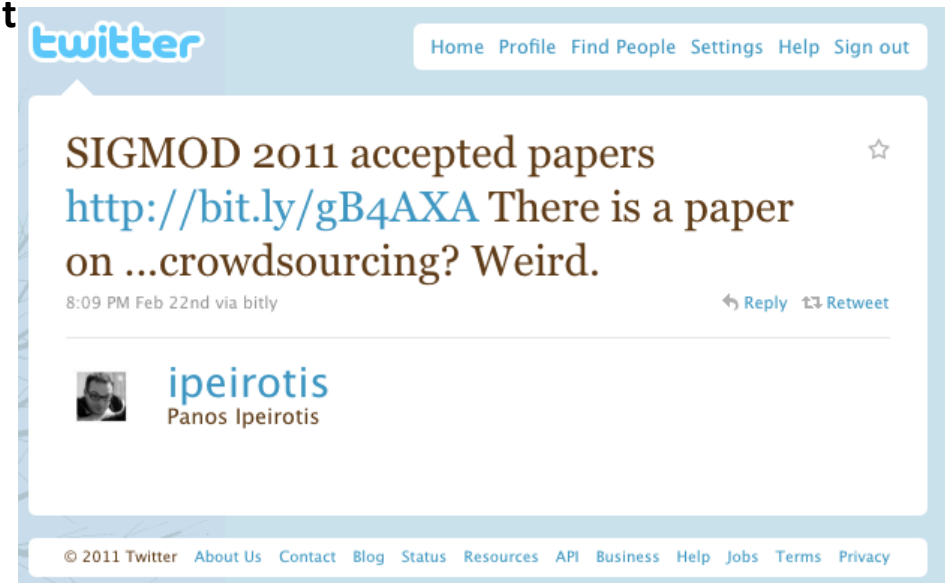 t
twitter
Home Profile Find People Settings Help Sign out
SIGMOD 2011 accepted papers
http://bit.ly/gB4AXA There is a paper
on ...crowdsourcing? Weird.
8:09 PM Feb 22nd via bitly Reply Retweet
ipeirotis
Panos Ipeirotis
© 2011 Twitter About Us Contact Blog Status Resources API Business Help Jobs Terms Privacy